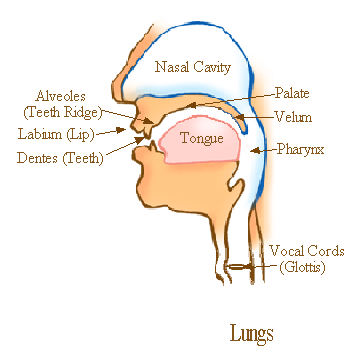 Nasal Cavity
Alveoles
(Teeth Ridge)
Palate
Velum
Labium (Lip)
Tongue
Dentes (Teeth)
Pharynx
Vocal Cords
(Glottis)
Lungs